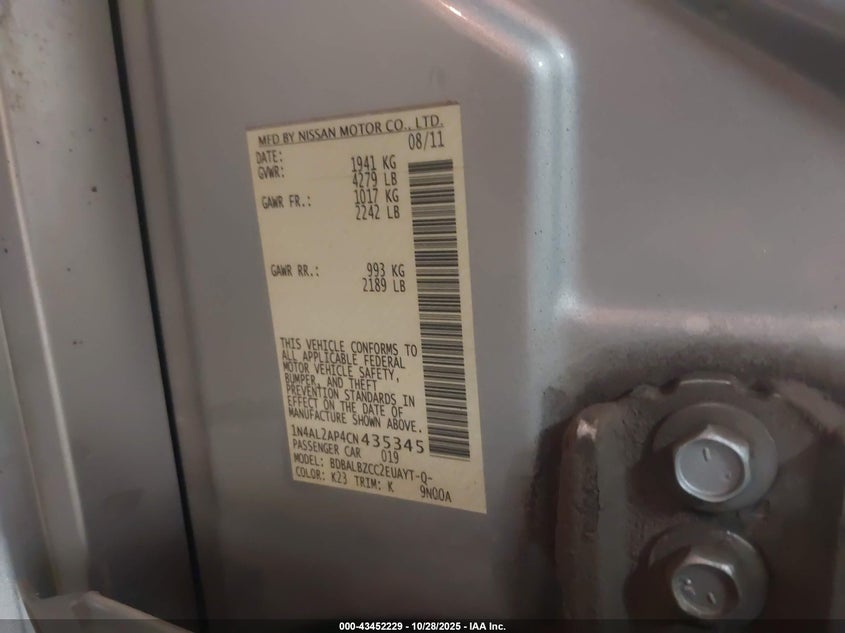 MFD BY NISSAN MOTOR CO., LTD.
DATE: 08/11
GVWR: 1941 KG
4279 LB
GAWR FR.: 1017 KG
2242 LB
GAWR RR.: 993 KG
2189 LB
THIS VEHICLE CONFORMS TO
ALL APPLICABLE FEDERAL
MOTOR VEHICLE SAFETY,
BUMPER, AND THEFT
PREVENTION STANDARDS IN
EFFECT ON THE DATE OF
MANUFACTURE SHOWN ABOVE.
1N4AL2AP4CN435345
PASSENGER CAR 019
MODEL: BDBALBZCC2EUAYT-Q-
COLOR: K23 TRIM: K 9N00A
000-43452229 - 10/28/2025 - IAA Inc.